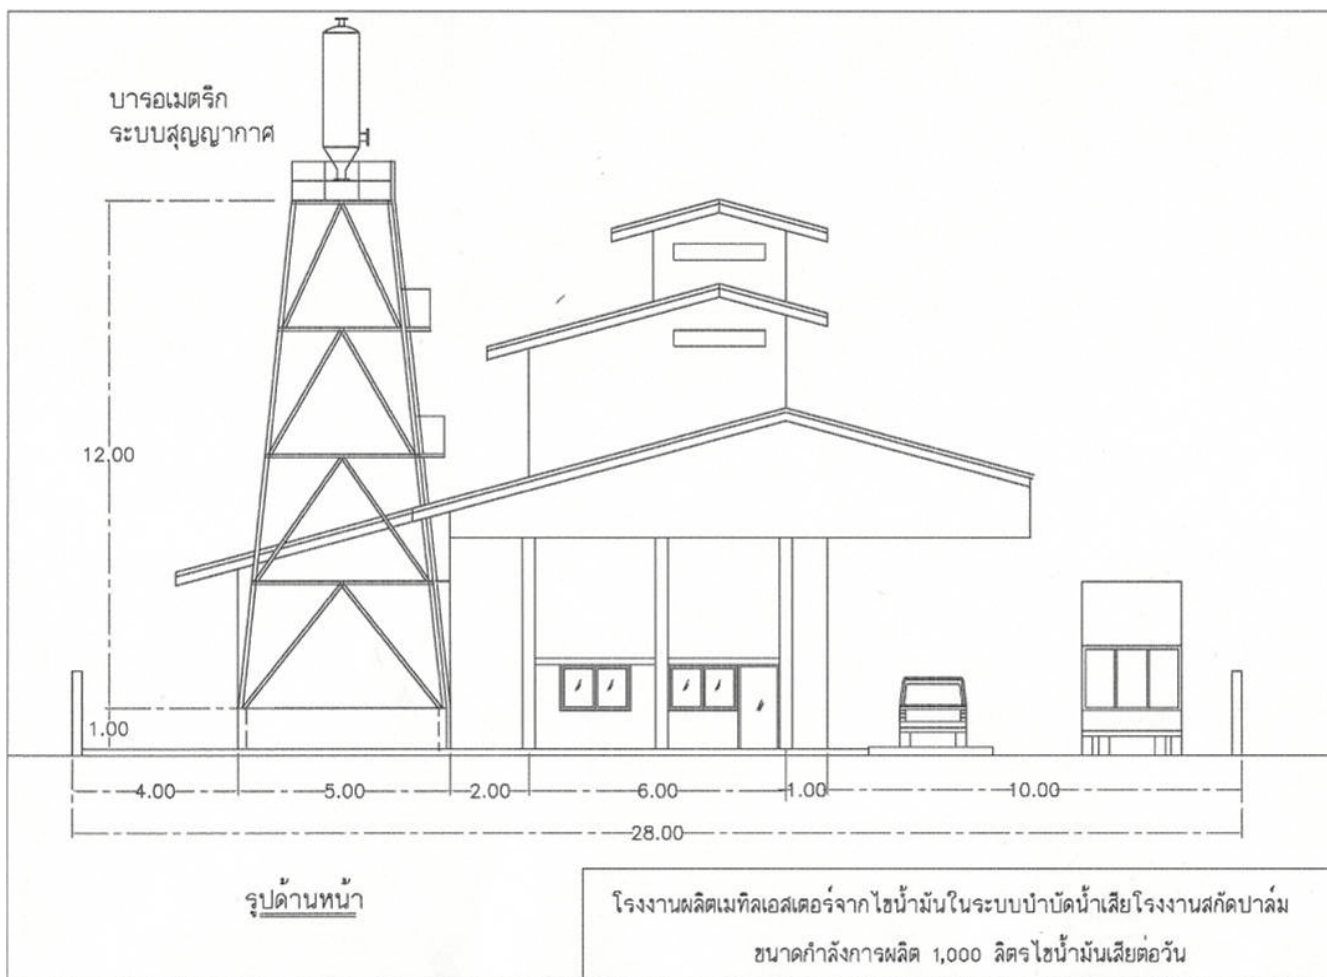 บารอเมตริก
ระบบสุญญากาศ
12.00
1.00
4.00 5.00 2.00 6.00 1.00 10.00
28.00
รูปด้านหน้า
โรงงานผลิตเมทิลเอสเตอร์จากไขน้ำมันในระบบบำบัดน้ำเสียโรงงานสกัดปาล์ม
ขนาดกำลังการผลิต 1,000 ลิตรไขน้ำมันเสียต่อวัน